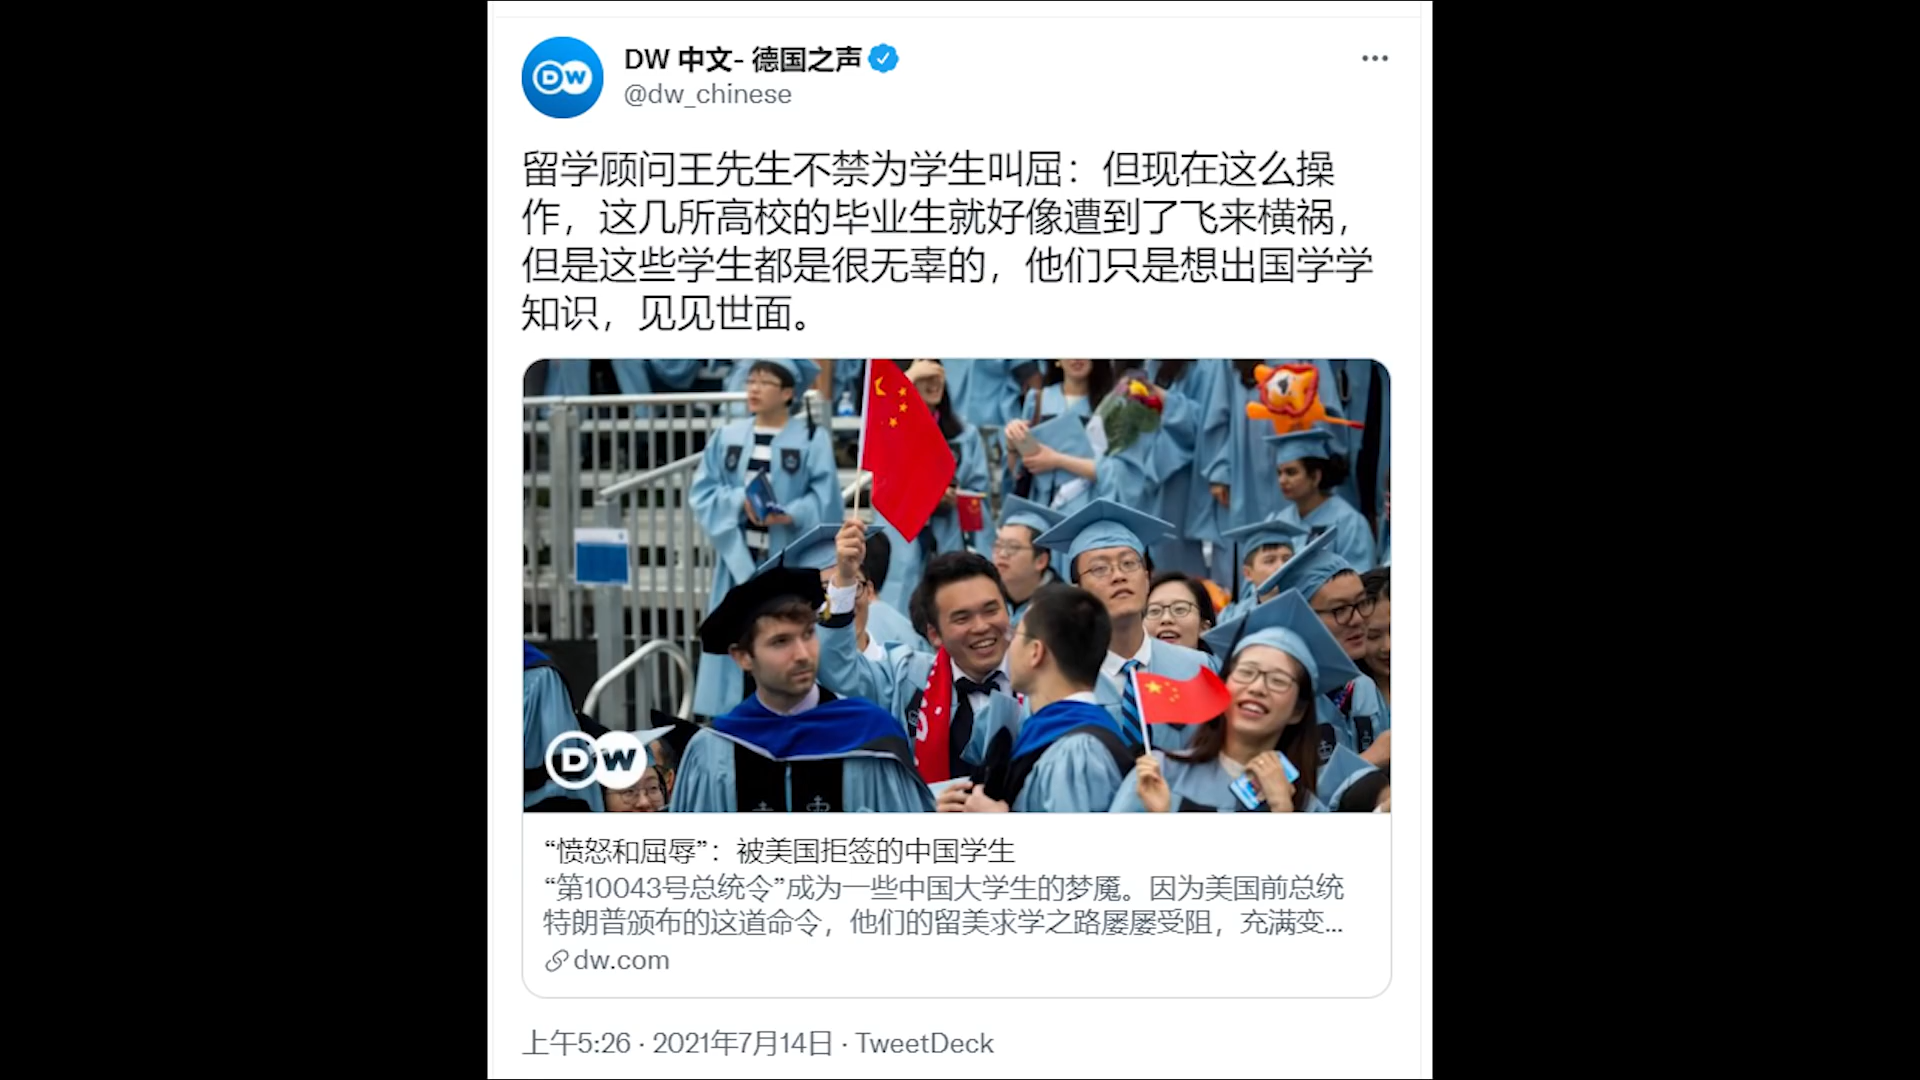 DW
DW 中文- 德国之声
@dw_chinese
留学顾问王先生不禁为学生叫屈：但现在这么操
作，这几所高校的毕业生就好像遭到了飞来横祸，
但是这些学生都是很无辜的，他们只是想出国学学
知识，见见世面。
DW
“愤怒和屈辱”：被美国拒签的中国学生
“第10043号总统令”成为一些中国大学生的梦魇。因为美国前总统
特朗普颁布的这道命令，他们的留美求学之路屡屡受阻，充满变...
dw.com
上午5:26 · 2021年7月14日 · TweetDeck